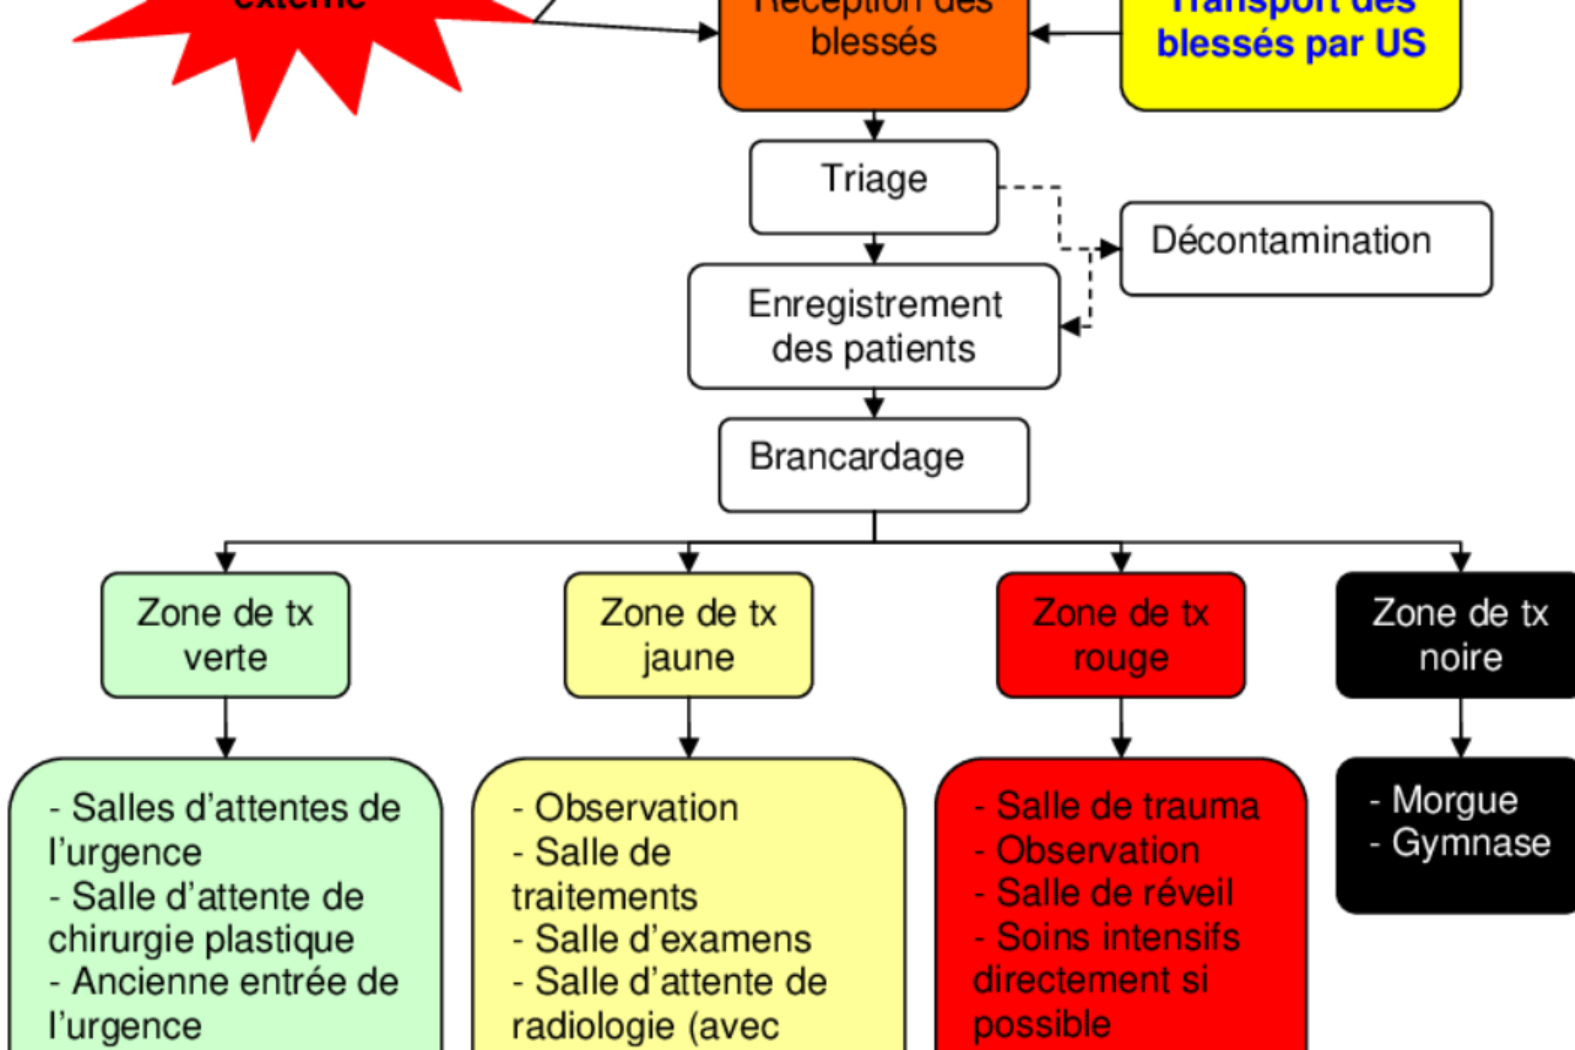 externe
Réception des
blessés
Transport des
blessés par US
Triage
Décontamination
Enregistrement
des patients
Brancardage
Zone de tx
verte
Zone de tx
jaune
Zone de tx
rouge
Zone de tx
noire
- Salles d’attentes de
l’urgence
- Salle d’attente de
chirurgie plastique
- Ancienne entrée de
l’urgence
- Observation
- Salle de
traitements
- Salle d’examens
- Salle d’attente de
radiologie (avec
- Salle de trauma
- Observation
- Salle de réveil
- Soins intensifs
directement si
possible
- Morgue
- Gymnase